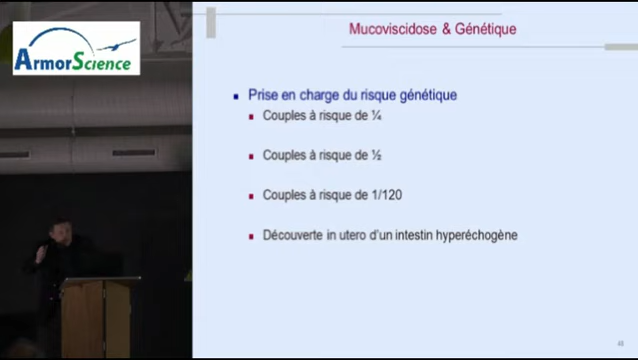 ArmorScience
Mucoviscidose & Génétique
Prise en charge du risque génétique
Couples à risque de ¼
Couples à risque de ½
Couples à risque de 1/120
Découverte in utero d'un intestin hyperéchogène
48